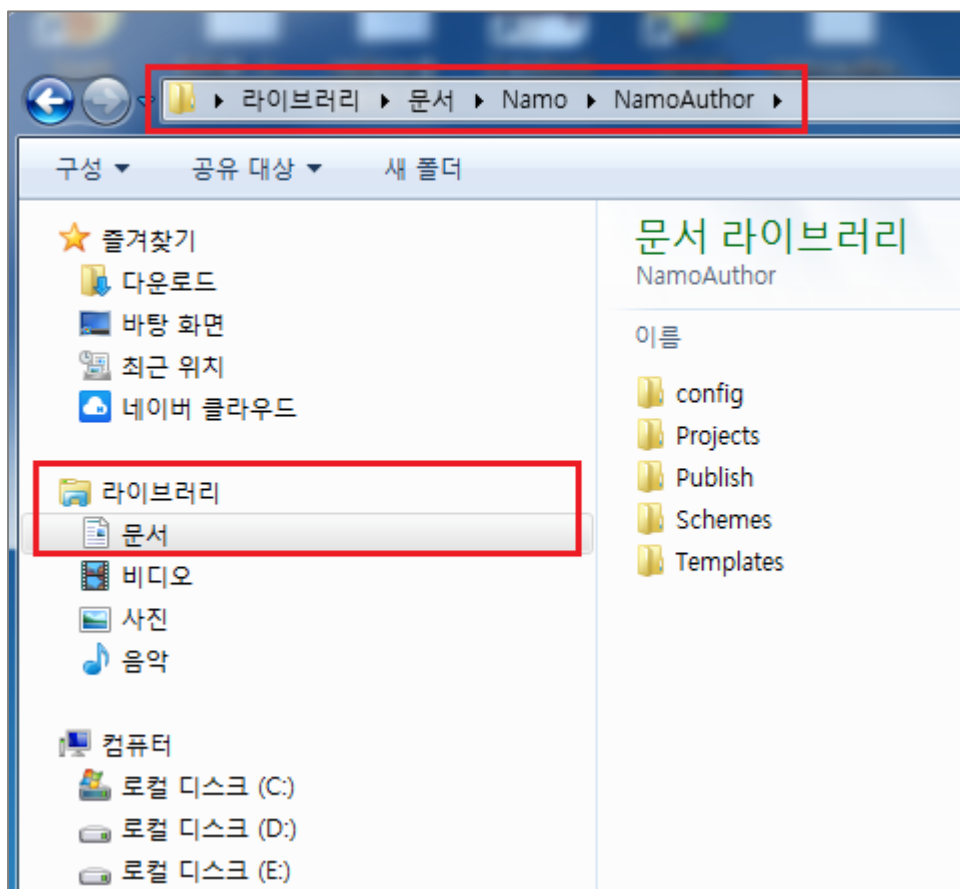 라이브러리 ▸ 문서 ▸ Namo ▸ NamoAuthor ▸
구성 ▾ 공유 대상 ▾ 새 폴더
즐겨찾기
다운로드
바탕 화면
최근 위치
네이버 클라우드
라이브러리
문서
비디오
사진
음악
컴퓨터
로컬 디스크 (C:)
로컬 디스크 (D:)
로컬 디스크 (E:)
문서 라이브러리
NamoAuthor
이름
config
Projects
Publish
Schemes
Templates